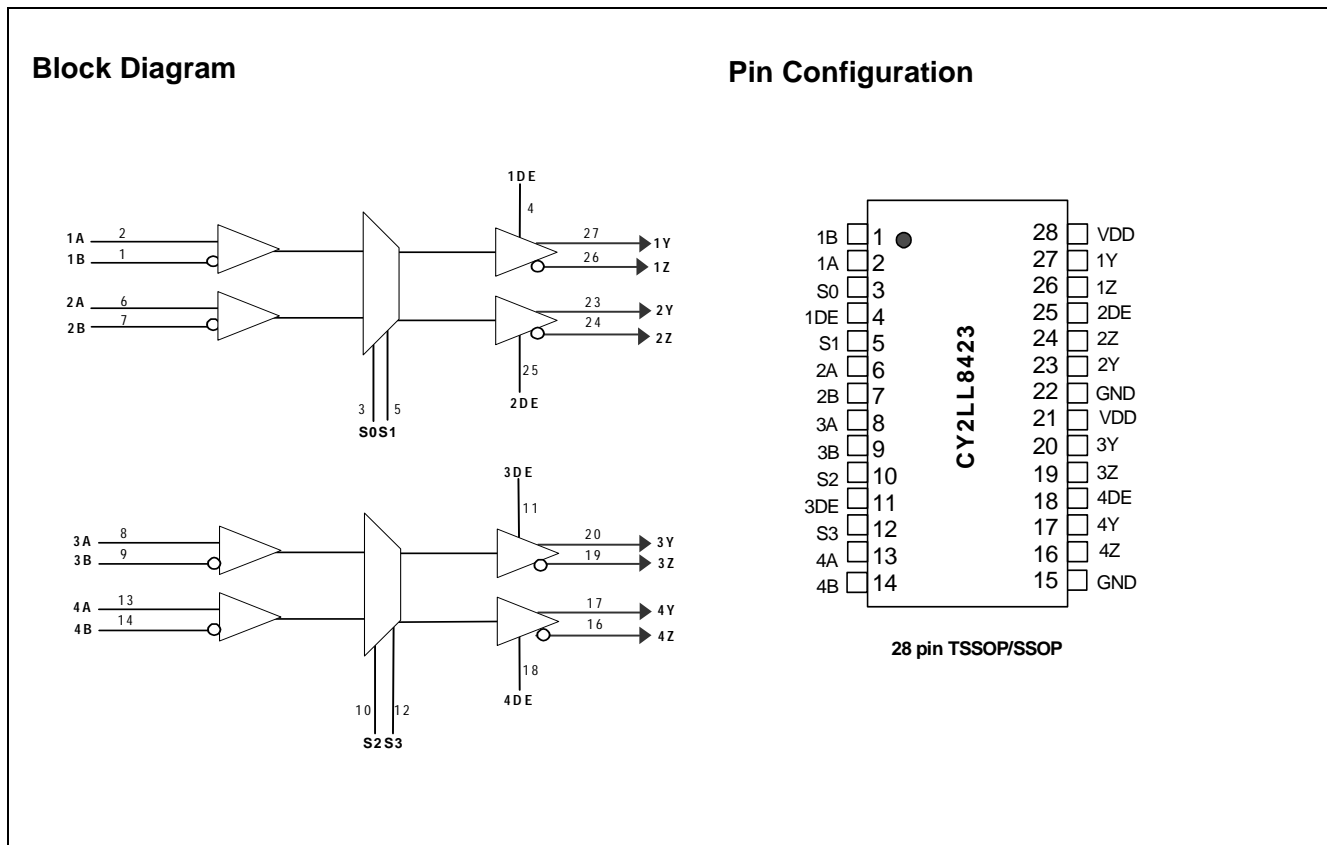 Block Diagram
1DE
4
1A 2
1B 1
27 1Y
26 1Z
2A 6
2B 7
23 2Y
24 2Z
25
2DE
3 5
S0 S1
3DE
11
3A 8
3B 9
20 3Y
19 3Z
4A 13
4B 14
17 4Y
16 4Z
18
4DE
10 12
S2 S3
Pin Configuration
1B 1 28 VDD
1A 2 27 1Y
S0 3 26 1Z
1DE 4 25 2DE
S1 5 24 2Z
2A 6 23 2Y
2B 7 22 GND
3A 8 21 VDD
3B 9 20 3Y
S2 10 19 3Z
3DE 11 18 4DE
S3 12 17 4Y
4A 13 16 4Z
4B 14 15 GND
CY2LL8423
28 pin TSSOP/SSOP